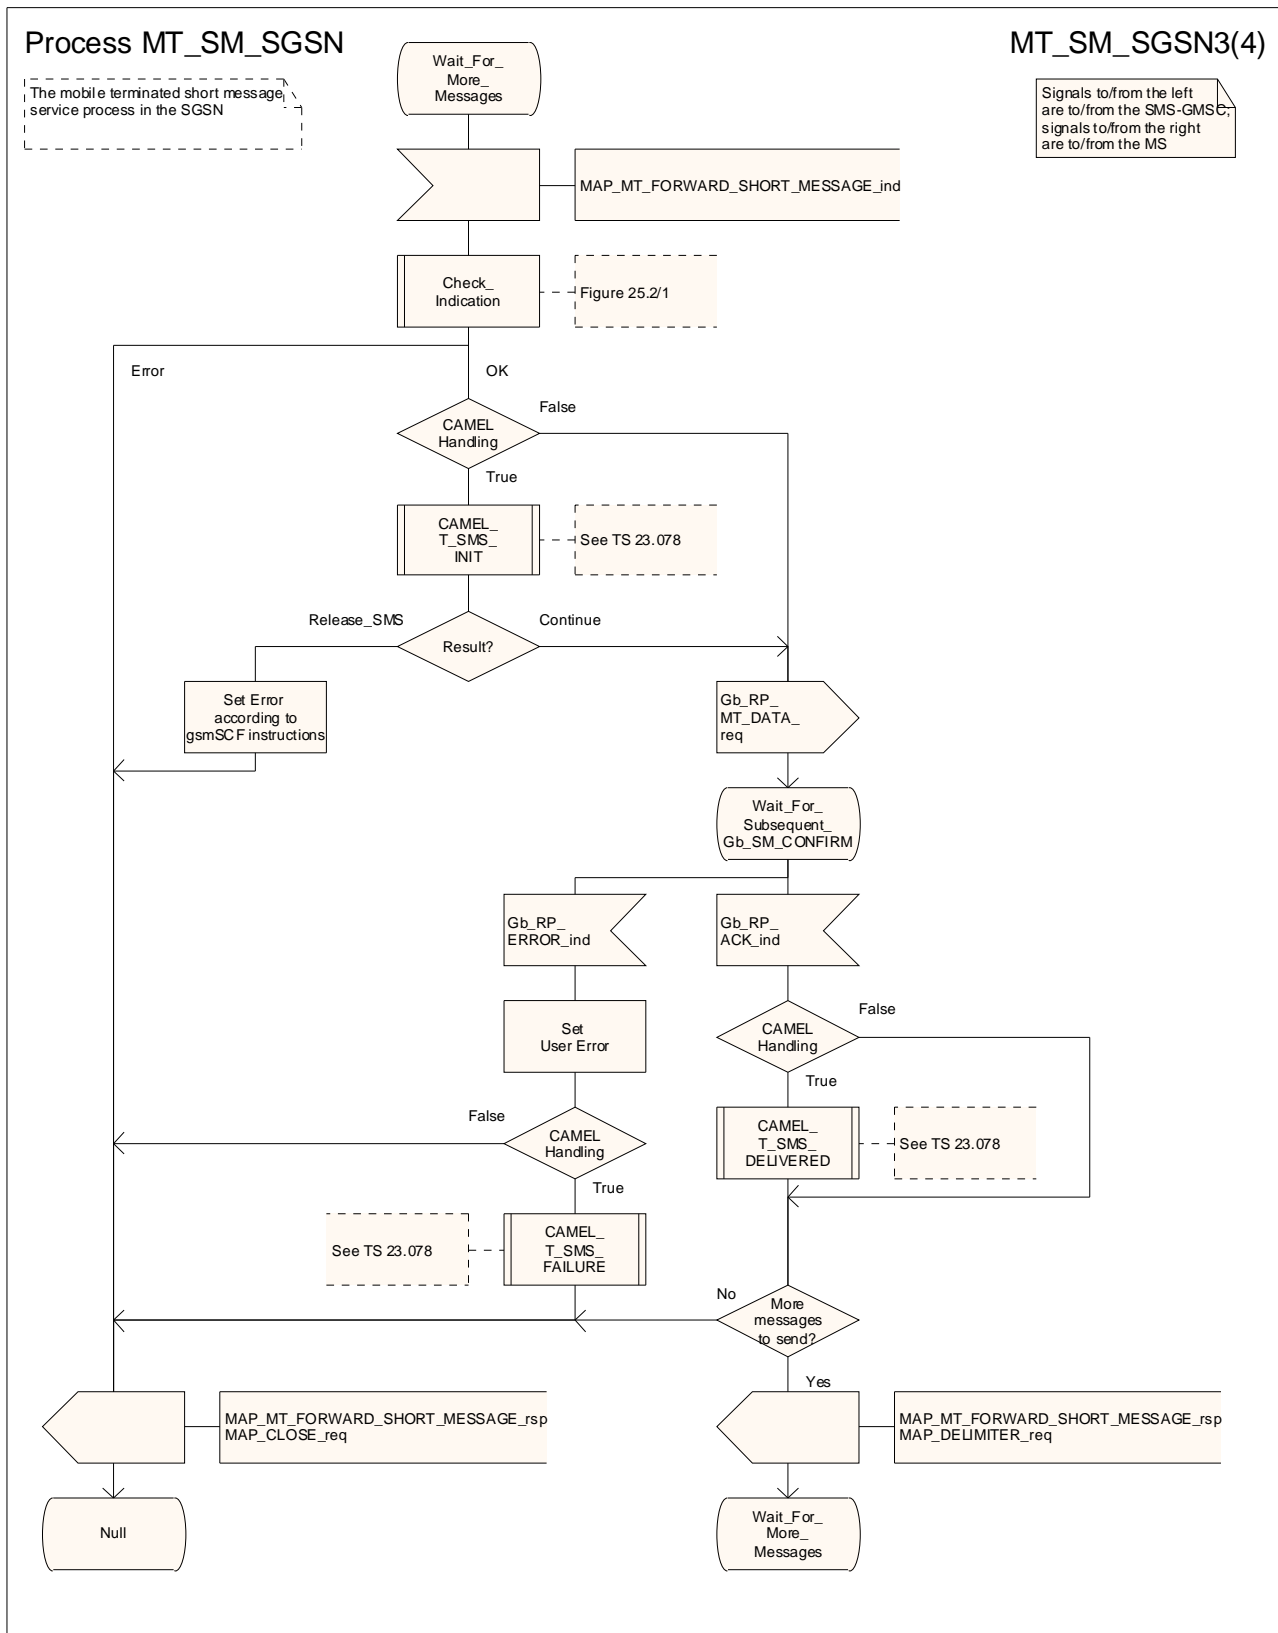 Process MT_SM_SGSN
MT_SM_SGSN3(4)
The mobile terminated short message
service process in the SGSN
Wait_For_
More_
Messages
Signals to/from the left
are to/from the SMS-GMSC;
signals to/from the right
are to/from the MS
MAP_MT_FORWARD_SHORT_MESSAGE_ind
Check_
Indication
Figure 25.2/1
Error
OK
CAMEL
Handling
False
True
CAMEL_
T_SMS_
INIT
See TS 23.078
Release_SMS
Result?
Continue
Set Error
according to
gsmSCF instructions
Gb_RP_
MT_DATA_
req
Wait_For_
Subsequent_
Gb_SM_CONFIRM
Gb_RP_
ERROR_ind
Gb_RP_
ACK_ind
Set
User Error
CAMEL
Handling
False
True
False
CAMEL
Handling
True
CAMEL_
T_SMS_
DELIVERED
See TS 23.078
See TS 23.078
CAMEL_
T_SMS_
FAILURE
No
More
messages
to send?
Yes
MAP_MT_FORWARD_SHORT_MESSAGE_rsp
MAP_CLOSE_req
MAP_MT_FORWARD_SHORT_MESSAGE_rsp
MAP_DELIMITER_req
Null
Wait_For_
More_
Messages